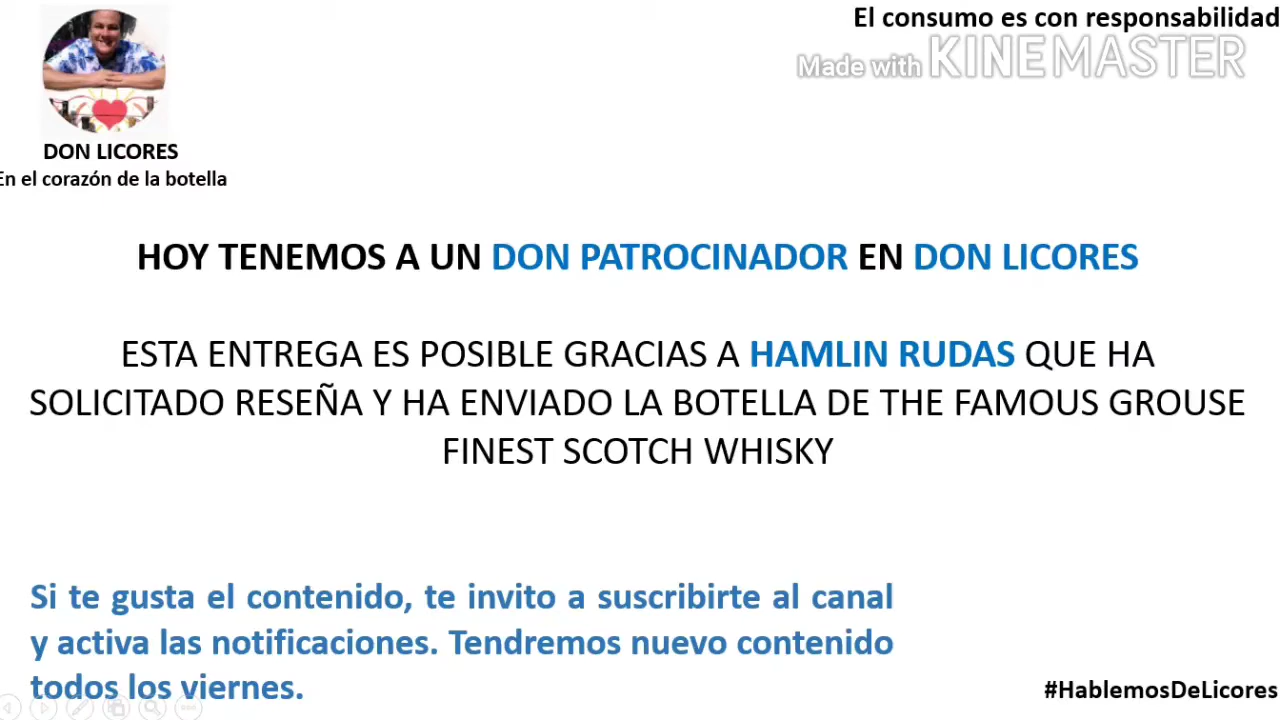 El consumo es con responsabilidad
Made with KINEMASTER
DON LICORES
En el corazón de la botella
HOY TENEMOS A UN DON PATROCINADOR EN DON LICORES
ESTA ENTREGA ES POSIBLE GRACIAS A HAMLIN RUDAS QUE HA
SOLICITADO RESEÑA Y HA ENVIADO LA BOTELLA DE THE FAMOUS GROUSE
FINEST SCOTCH WHISKY
Si te gusta el contenido, te invito a suscribirte al canal
y activa las notificaciones. Tendremos nuevo contenido
todos los viernes.
#HablemosDeLicores